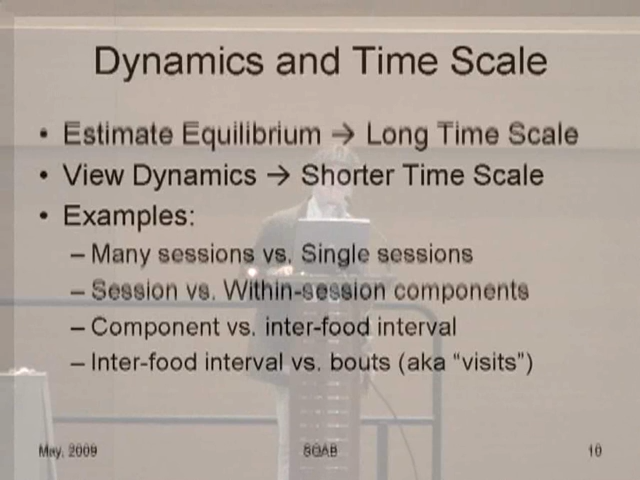 Dynamics and Time Scale
• Estimate Equilibrium → Long Time Scale
• View Dynamics → Shorter Time Scale
• Examples:
– Many sessions vs. Single sessions
– Session vs. Within-session components
– Component vs. inter-food interval
– Inter-food interval vs. bouts (aka “visits”)
May, 2009
SQAB
10